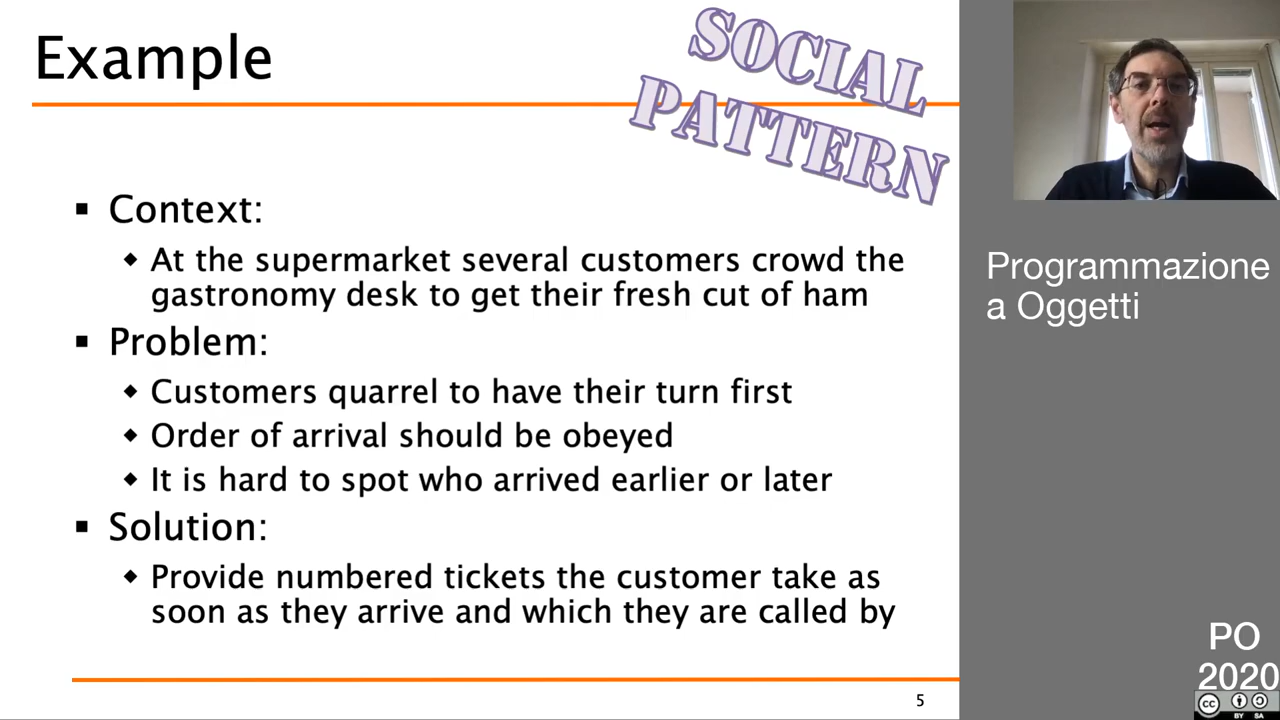 Example
SOCIAL
PATTERN
▪ Context:
◆ At the supermarket several customers crowd the
gastronomy desk to get their fresh cut of ham
▪ Problem:
◆ Customers quarrel to have their turn first
◆ Order of arrival should be obeyed
◆ It is hard to spot who arrived earlier or later
▪ Solution:
◆ Provide numbered tickets the customer take as
soon as they arrive and which they are called by
5
Programmazione
a Oggetti
PO
2020
CC
BY SA